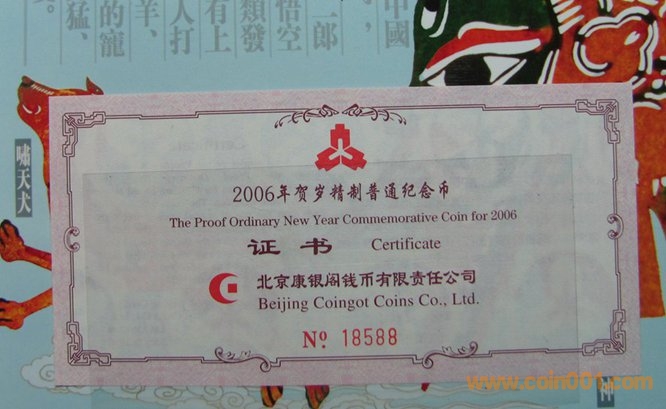 中國
一郎
悟空
類發
有上
人打
羊、
的寵
猛、
嘯天犬
2006年贺岁精制普通纪念币
The Proof Ordinary New Year Commemorative Coin for 2006
证书 Certificate
北京康银阁钱币有限责任公司
Beijing Coingot Coins Co., Ltd.
No. 18588
www.coin001.com